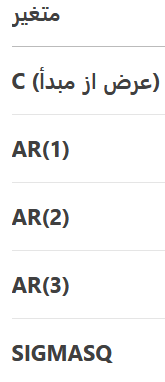 متغیر
C (عرض از مبدأ)
AR(1)
AR(2)
AR(3)
SIGMASQ